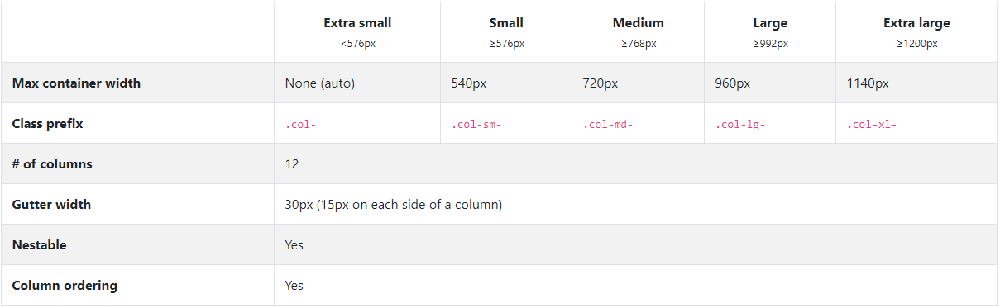 Extra small Small Medium Large Extra large
<576px ≥576px ≥768px ≥992px ≥1200px
Max container width None (auto) 540px 720px 960px 1140px
Class prefix .col- .col-sm- .col-md- .col-lg- .col-xl-
# of columns 12
Gutter width 30px (15px on each side of a column)
Nestable Yes
Column ordering Yes